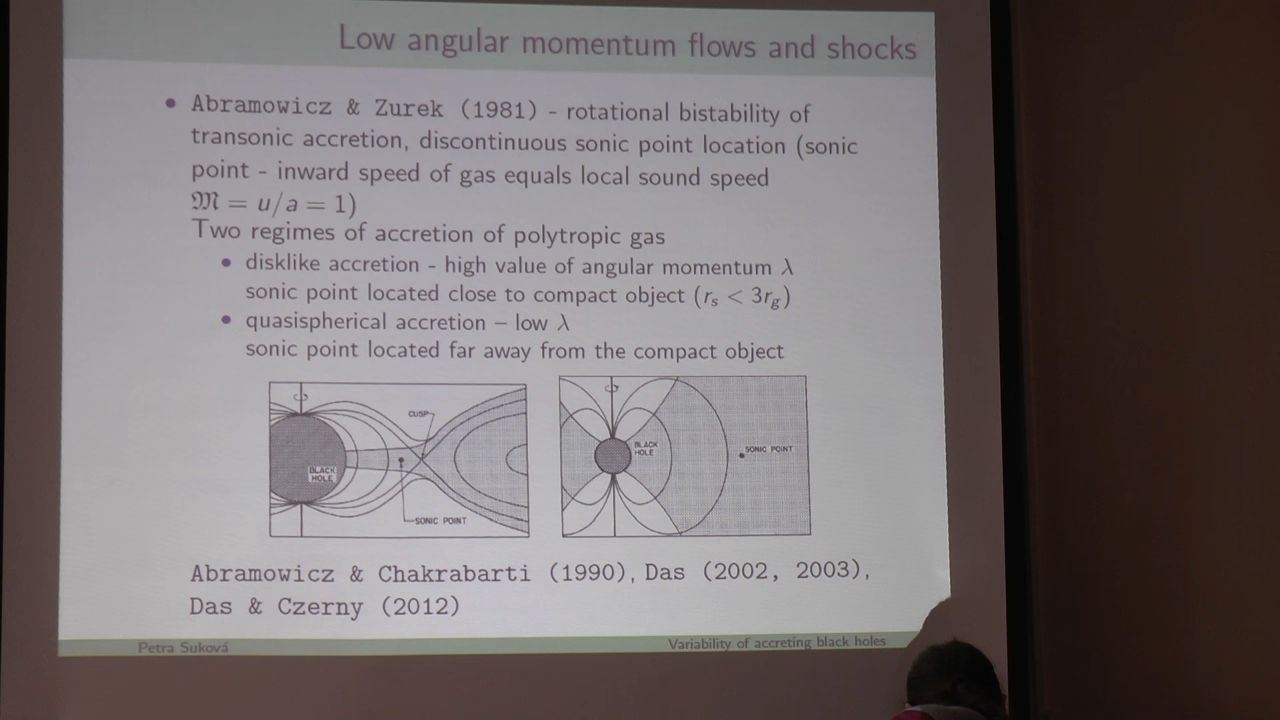 Low angular momentum flows and shocks
• Abramowicz & Zurek (1981) - rotational bistability of
transonic accretion, discontinuous sonic point location (sonic
point - inward speed of gas equals local sound speed
𝔐 = u/a = 1)
Two regimes of accretion of polytropic gas
• disklike accretion - high value of angular momentum λ
sonic point located close to compact object (rₛ < 3r_g)
• quasispherical accretion – low λ
sonic point located far away from the compact object
CUSP
BLACK
HOLE
SONIC POINT
BLACK
HOLE
SONIC POINT
Abramowicz & Chakrabarti (1990), Das (2002, 2003),
Das & Czerny (2012)
Petra Suková
Variability of accreting black holes